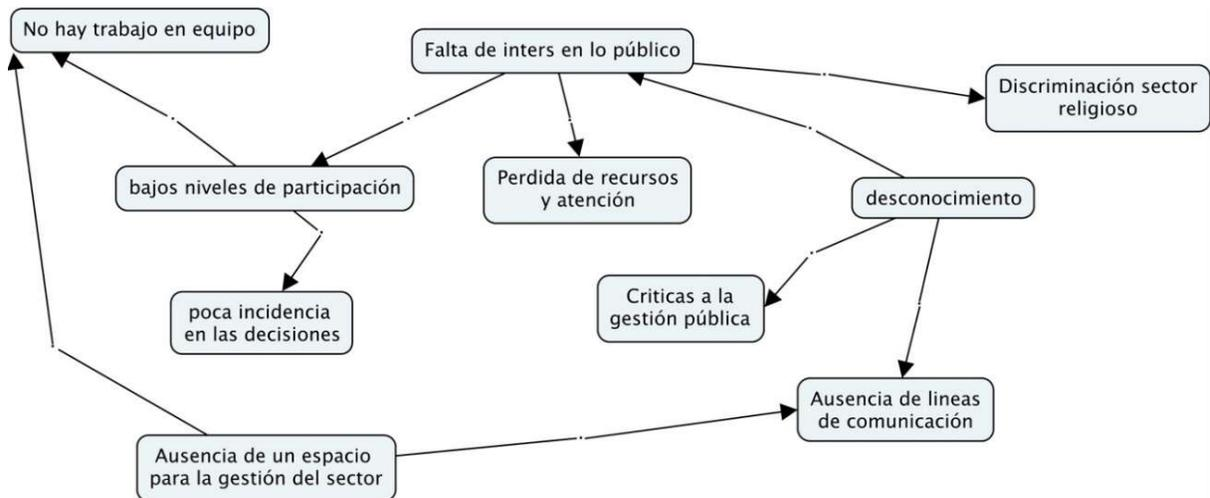 No hay trabajo en equipo
Falta de inters en lo público
Discriminación sector
religioso
bajos niveles de participación
Perdida de recursos
y atención
desconocimiento
poca incidencia
en las decisiones
Criticas a la
gestión pública
Ausencia de lineas
de comunicación
Ausencia de un espacio
para la gestión del sector